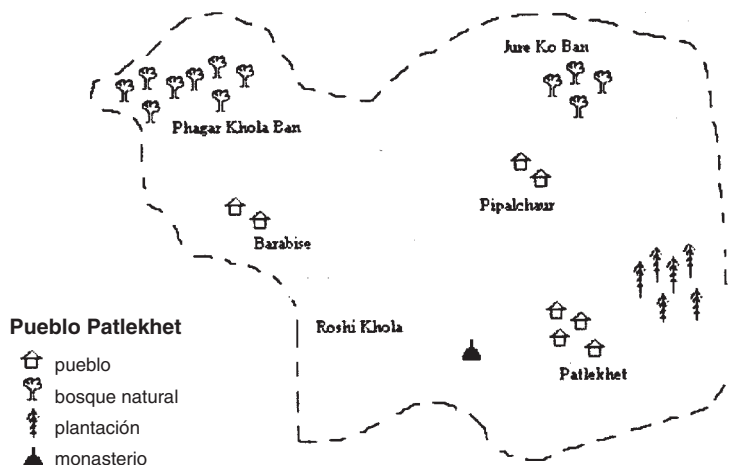 Jure Ko Ban
Phagar Khola Ban
Pipalchaur
Barabise
Roshi Khola
Patlekhet
Pueblo Patlekhet
pueblo
bosque natural
plantación
monasterio